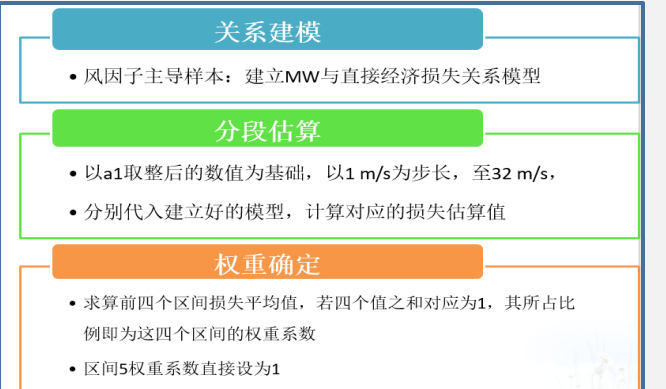 关系建模
• 风因子主导样本：建立MW与直接经济损失关系模型
分段估算
• 以a1取整后的数值为基础，以1 m/s为步长，至32 m/s，
• 分别代入建立好的模型，计算对应的损失估算值
权重确定
• 求算前四个区间损失平均值，若四个值之和对应为1，其所占比
例即为这四个区间的权重系数
• 区间5权重系数直接设为1